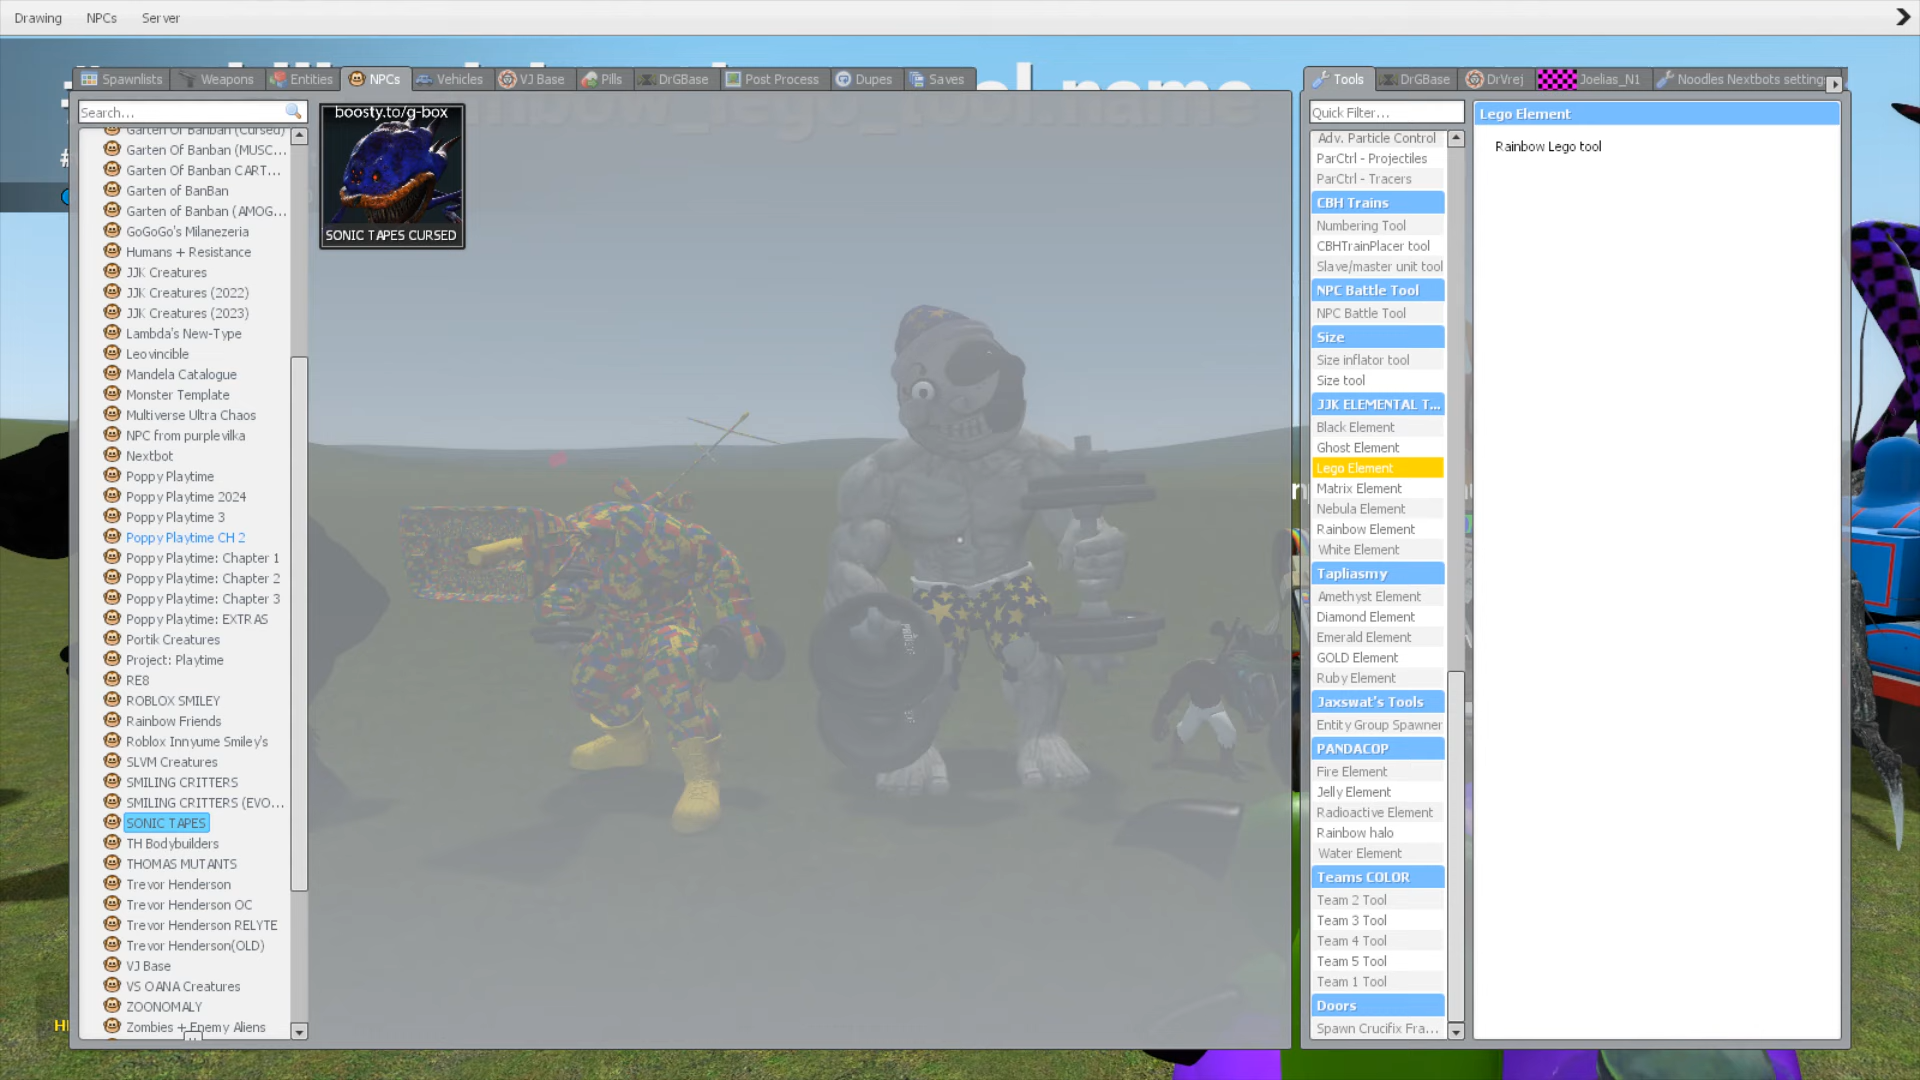 Drawing NPCs Server
Spawnlists Weapons Entities NPCs Vehicles VJ Base Pills DrGBase Post Process Dupes Saves
Search...
Garten Of Banban (Cursed)
Garten Of Banban (MUSC...
Garten Of Banban CART...
Garten of BanBan
Garten of Banban (AMOG...
GoGoGo's Milanezeria
Humans + Resistance
JJK Creatures
JJK Creatures (2022)
JJK Creatures (2023)
Lambda's New-Type
Leovincible
Mandela Catalogue
Monster Template
Multiverse Ultra Chaos
NPC from purplevilka
Nextbot
Poppy Playtime
Poppy Playtime 2024
Poppy Playtime 3
Poppy Playtime CH 2
Poppy Playtime: Chapter 1
Poppy Playtime: Chapter 2
Poppy Playtime: Chapter 3
Poppy Playtime: EXTRAS
Portik Creatures
Project: Playtime
RE8
ROBLOX SMILEY
Rainbow Friends
Roblox Innyume Smiley's
SLVM Creatures
SMILING CRITTERS
SMILING CRITTERS (EVO...
SONIC TAPES
TH Bodybuilders
THOMAS MUTANTS
Trevor Henderson
Trevor Henderson OC
Trevor Henderson RELYTE
Trevor Henderson(OLD)
VJ Base
VS OANA Creatures
ZOONOMALY
Zombies + Enemy Aliens
boosty.to/g-box
SONIC TAPES CURSED
Tools DrGBase DrVrej Joelias_N1 Noodles Nextbots settings
Quick Filter...
Adv. Particle Control
ParCtrl - Projectiles
ParCtrl - Tracers
CBH Trains
Numbering Tool
CBHTrainPlacer tool
Slave/master unit tool
NPC Battle Tool
NPC Battle Tool
Size
Size inflator tool
Size tool
JJK ELEMENTAL T...
Black Element
Ghost Element
Lego Element
Matrix Element
Nebula Element
Rainbow Element
White Element
Tapliasmy
Amethyst Element
Diamond Element
Emerald Element
GOLD Element
Ruby Element
Jaxswat's Tools
Entity Group Spawner
PANDACOP
Fire Element
Jelly Element
Radioactive Element
Rainbow halo
Water Element
Teams COLOR
Team 2 Tool
Team 3 Tool
Team 4 Tool
Team 5 Tool
Team 1 Tool
Doors
Spawn Crucifix Fra...
Lego Element
Rainbow Lego tool